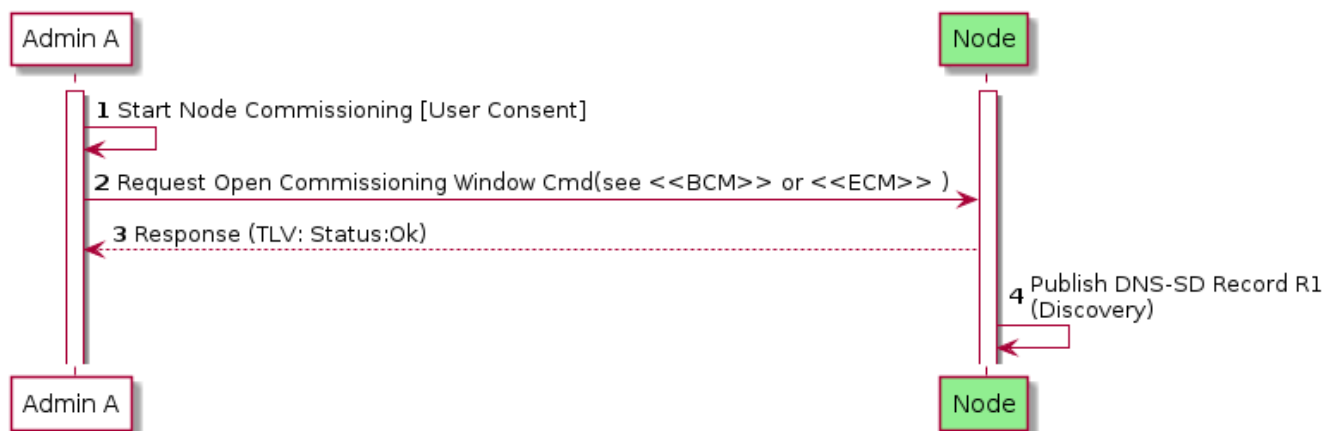 Admin A
Node
1 Start Node Commissioning [User Consent]
2 Request Open Commissioning Window Cmd(see <<BCM>> or <<ECM>> )
3 Response (TLV: Status:Ok)
4 Publish DNS-SD Record R1
(Discovery)
Admin A
Node